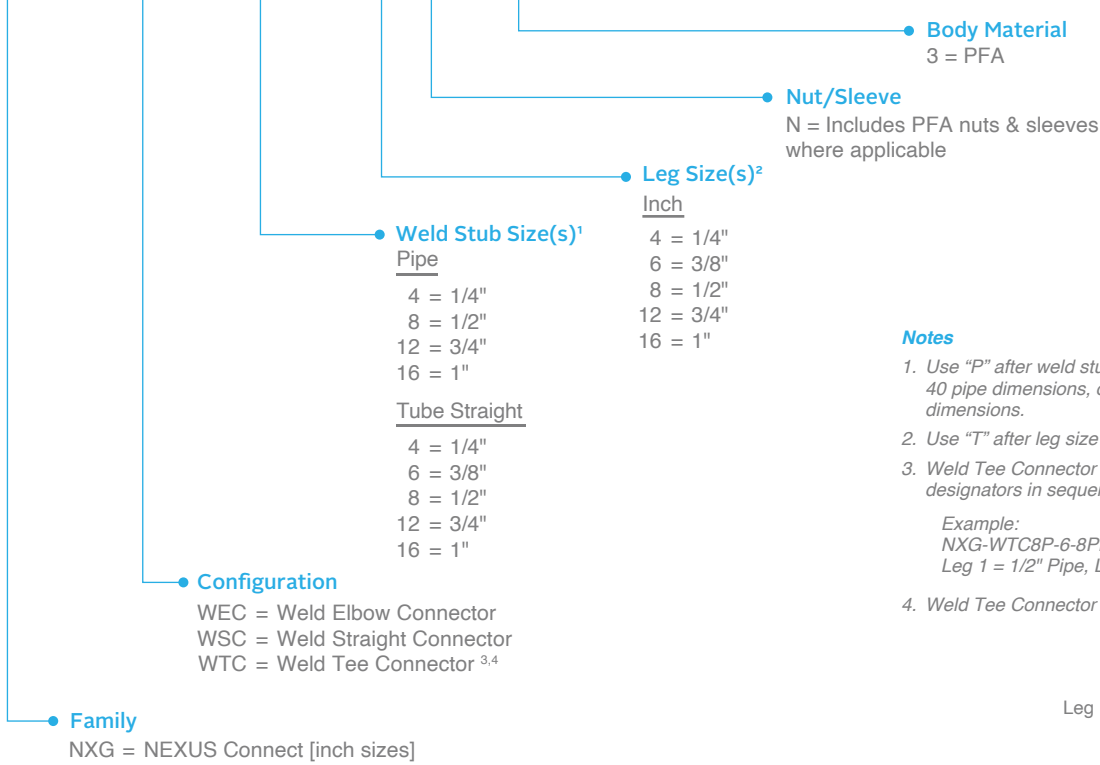 Body Material
3 = PFA
Nut/Sleeve
N = Includes PFA nuts & sleeves
where applicable
Leg Size(s)²
Inch
4 = 1/4"
6 = 3/8"
8 = 1/2"
12 = 3/4"
16 = 1"
Weld Stub Size(s)¹
Pipe
4 = 1/4"
8 = 1/2"
12 = 3/4"
16 = 1"
Tube Straight
4 = 1/4"
6 = 3/8"
8 = 1/2"
12 = 3/4"
16 = 1"
Configuration
WEC = Weld Elbow Connector
WSC = Weld Straight Connector
WTC = Weld Tee Connector ³,⁴
Family
NXG = NEXUS Connect [inch sizes]
Notes
1. Use “P” after weld
40 pipe dimensions,
dimensions.
2. Use “T” after leg size
3. Weld Tee Connector
designators in
Example:
NXG-WTC8P-6-8P
Leg 1 = 1/2" Pipe,
4. Weld Tee Connector
Leg